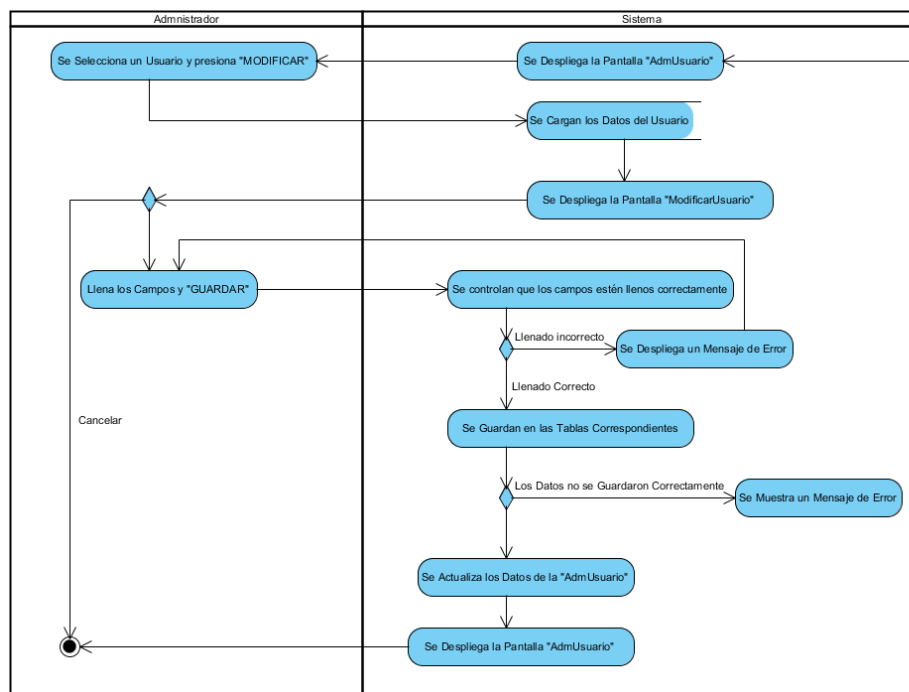 Admnistrador
Sistema
Se Selecciona un Usuario y presiona "MODIFICAR"
Se Despliega la Pantalla "AdmUsuario"
Se Cargan los Datos del Usuario
Se Despliega la Pantalla "ModificarUsuario"
Llena los Campos y "GUARDAR"
Se controlan que los campos estén llenos correctamente
Llenado incorrecto
Se Despliega un Mensaje de Error
Llenado Correcto
Cancelar
Se Guardan en las Tablas Correspondientes
Los Datos no se Guardaron Correctamente
Se Muestra un Mensaje de Error
Se Actualiza los Datos de la "AdmUsuario"
Se Despliega la Pantalla "AdmUsuario"